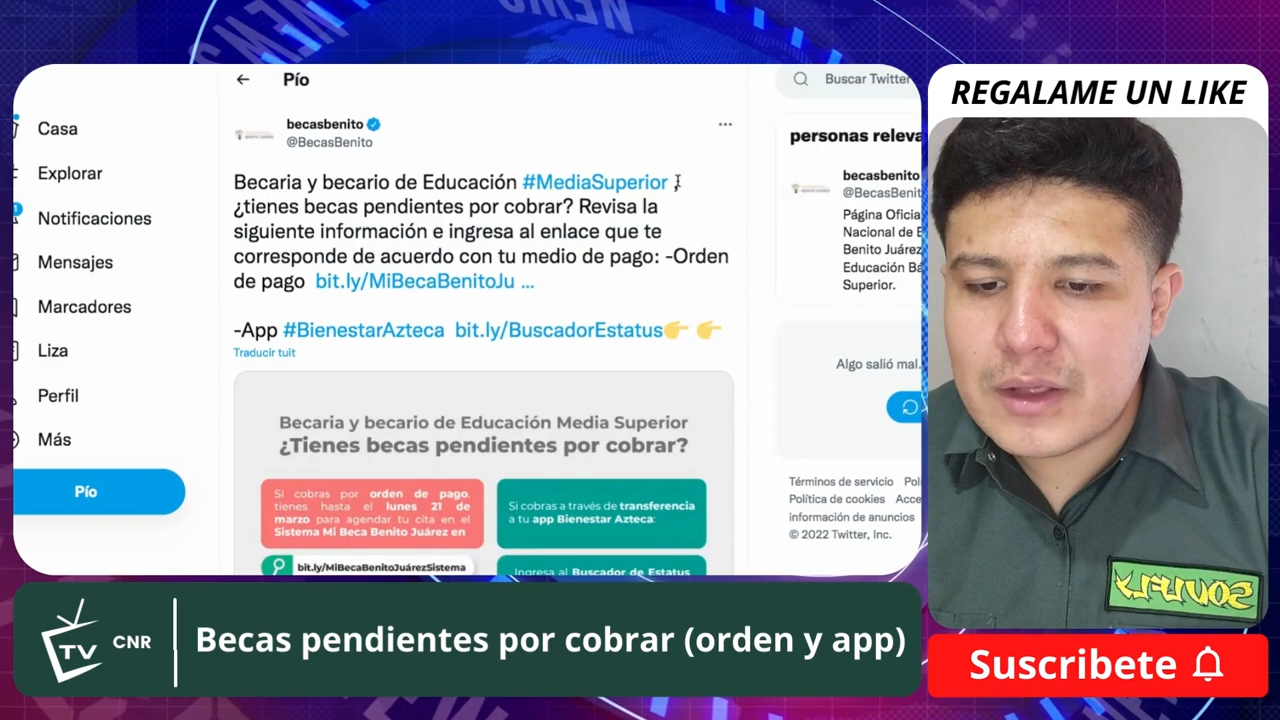 NEWS
NEWS
Pío
Buscar Twitter
Casa
Explorar
Notificaciones
Mensajes
Marcadores
Liza
Perfil
Más
Pío
becasbenito
@BecasBenito
Becaria y becario de Educación #MediaSuperior
¿tienes becas pendientes por cobrar? Revisa la
siguiente información e ingresa al enlace que te
corresponde de acuerdo con tu medio de pago: -Orden
de pago bit.ly/MiBecaBenitoJu ...
-App #BienestarAzteca bit.ly/BuscadorEstatus👉 👉
Traducir tuit
Becaria y becario de Educación Media Superior
¿Tienes becas pendientes por cobrar?
Si cobras por orden de pago,
tienes hasta el lunes 21 de
marzo para agendar tu cita en el
Sistema Mi Beca Benito Juárez en
bit.ly/MiBecaBenitoJuárezSistema
Si cobras a través de transferencia
a tu app Bienestar Azteca:
Ingresa al Buscador de Estatus
personas releva
becasbenito
@BecasBenit
Página Oficia
Nacional de B
Benito Juárez
Educación Bá
Superior.
Algo salió mal.
Términos de servicio Pol
Política de cookies Acce
información de anuncios
© 2022 Twitter, Inc.
REGALAME UN LIKE
SOULFLY
TV CNR
Becas pendientes por cobrar (orden y app)
Suscribete